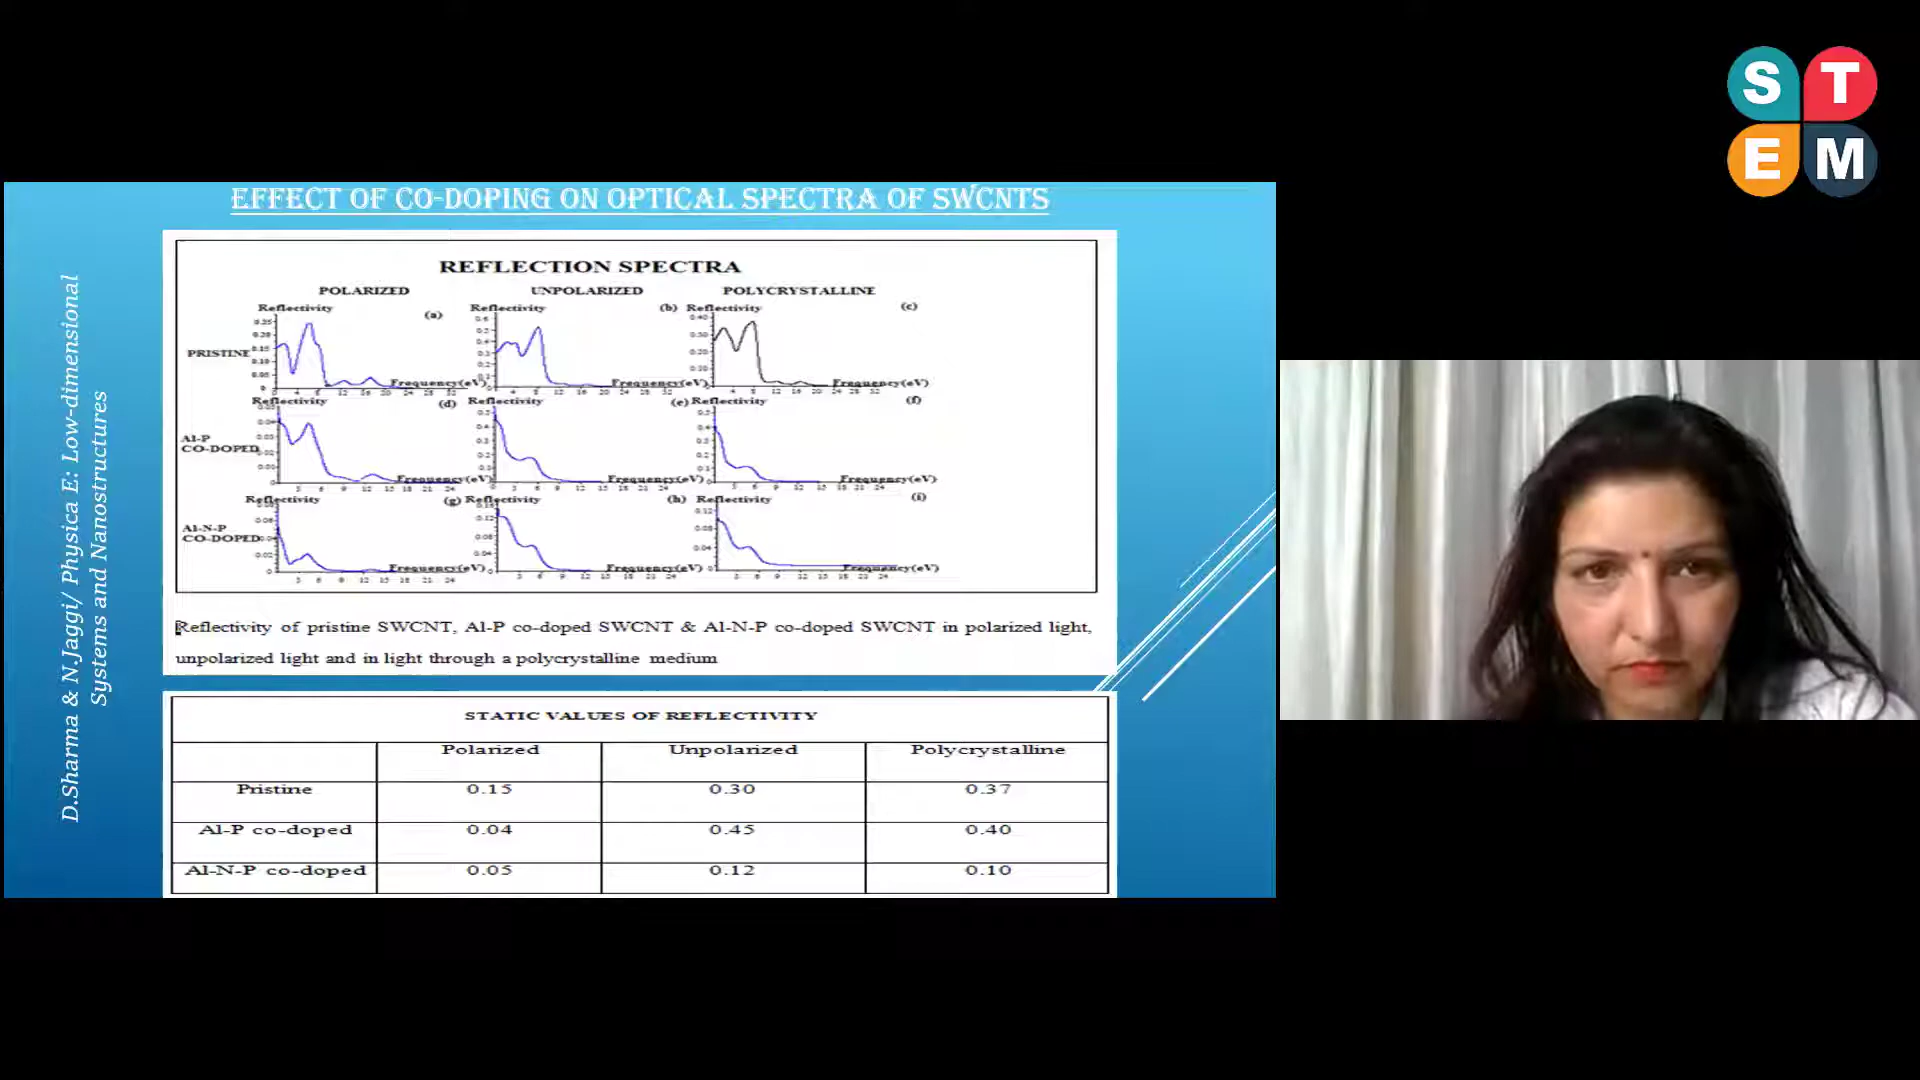 S T
E M
EFFECT OF CO-DOPING ON OPTICAL SPECTRA OF SWCNTS
D.Sharma & N.Jaggi/ Physica E: Low-dimensional
Systems and Nanostructures
REFLECTION SPECTRA
POLARIZED UNPOLARIZED POLYCRYSTALLINE
Reflectivity (a) Reflectivity (b) Reflectivity (c)
PRISTINE
Frequency(eV) Frequency(eV) Frequency(eV)
Reflectivity (d) Reflectivity (e) Reflectivity (f)
Al-P
CO-DOPED
Frequency(eV) Frequency(eV) Frequency(eV)
Reflectivity (g) Reflectivity (h) Reflectivity (i)
Al-N-P
CO-DOPED
Frequency(eV) Frequency(eV) Frequency(eV)
Reflectivity of pristine SWCNT, Al-P co-doped SWCNT & Al-N-P co-doped SWCNT in polarized light,
unpolarized light and in light through a polycrystalline medium
STATIC VALUES OF REFLECTIVITY
Polarized Unpolarized Polycrystalline
Pristine 0.15 0.30 0.37
Al-P co-doped 0.04 0.45 0.40
Al-N-P co-doped 0.05 0.12 0.10